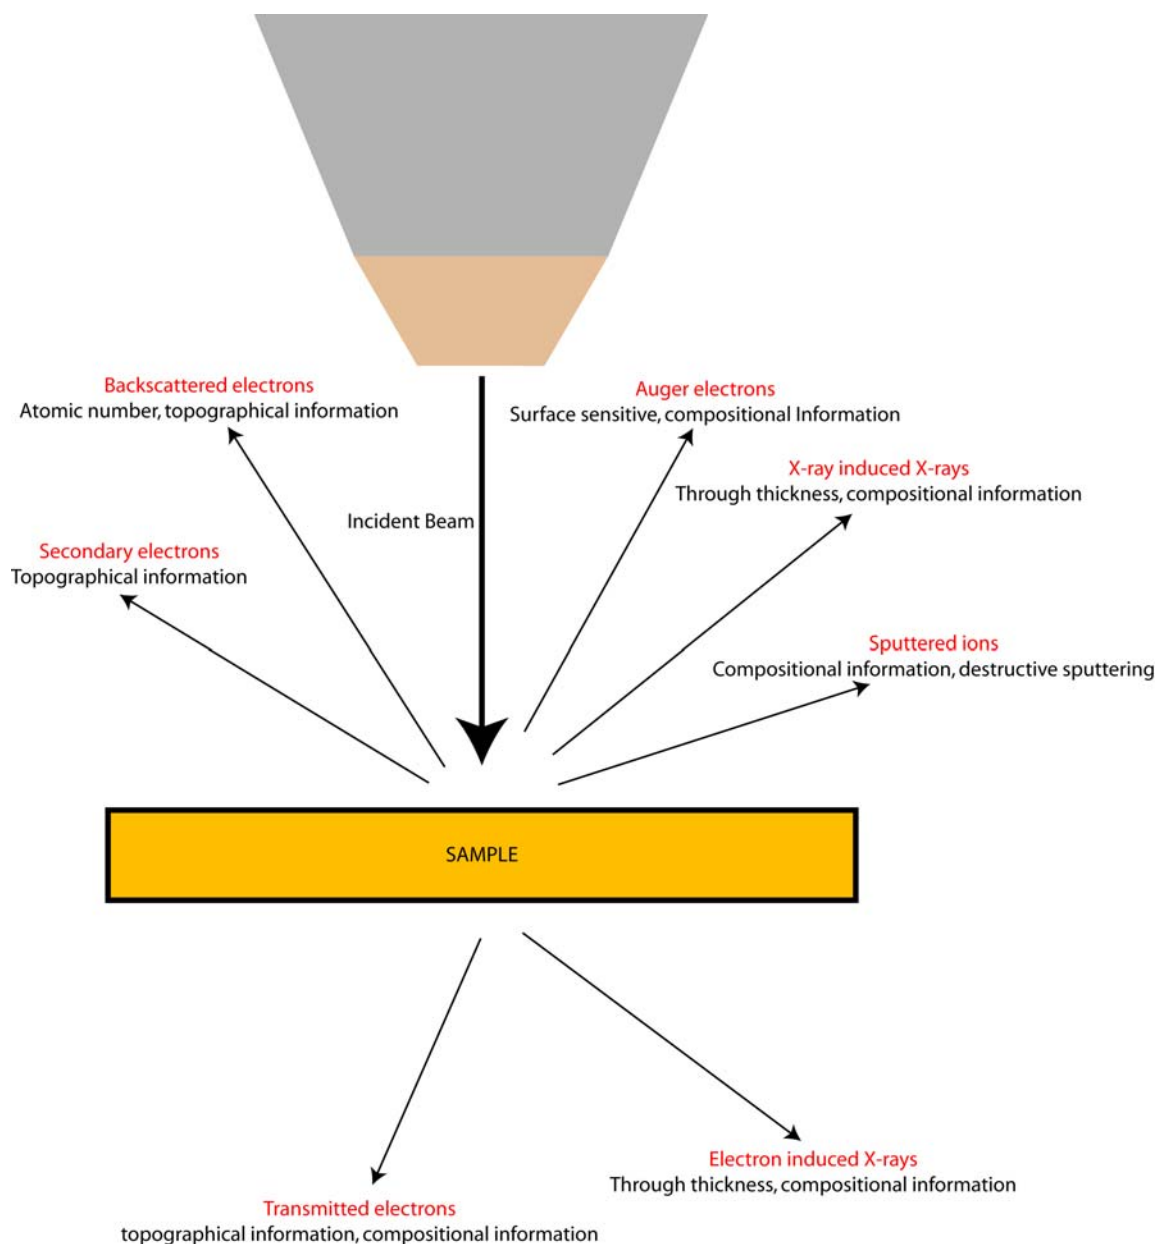 Backscattered electrons
Atomic number, topographical information
Auger electrons
Surface sensitive, compositional Information
X-ray induced X-rays
Through thickness, compositional information
Incident Beam
Secondary electrons
Topographical information
Sputtered ions
Compositional information, destructive sputtering
SAMPLE
Electron induced X-rays
Through thickness, compositional information
Transmitted electrons
topographical information, compositional information